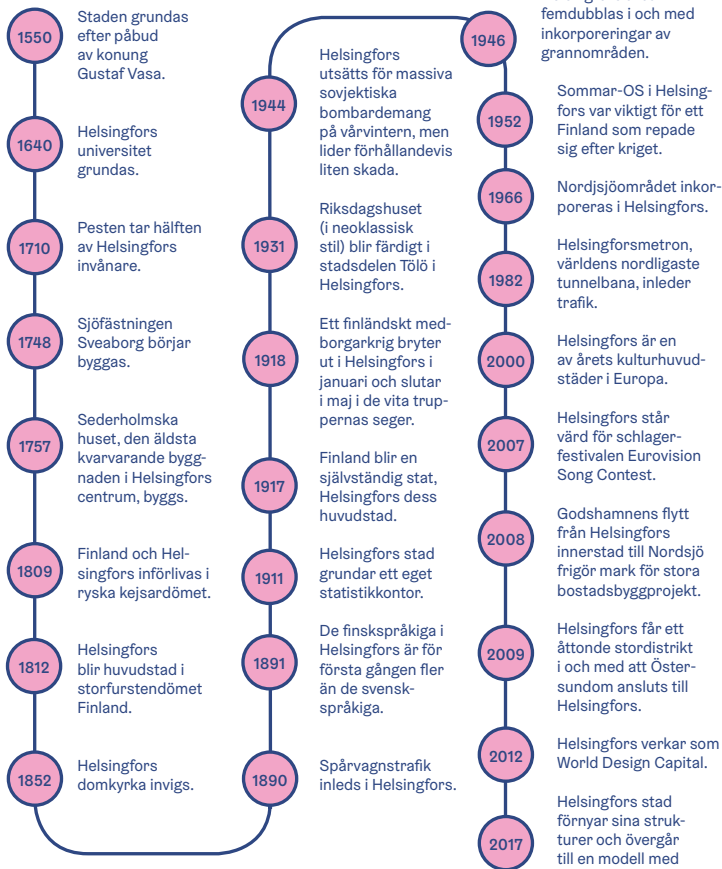 1550
Staden grundas
efter påbud
av konung
Gustaf Vasa.
1640
Helsingfors
universitet
grundas.
1710
Pesten tar hälften
av Helsingfors
invånare.
1748
Sjöfästningen
Sveaborg börjar
byggas.
1757
Sederholmska
huset, den äldsta
kvarvarande bygg-
naden i Helsingfors
centrum, byggs.
1809
Finland och Hel-
singfors införlivas i
ryska kejsardömet.
1812
Helsingfors
blir huvudstad i
storfurstendömet
Finland.
1852
Helsingfors
domkyrka invigs.
1890
Spårvagnstrafik
inleds i Helsingfors.
1891
De finskspråkiga i
Helsingfors är för
första gången fler
än de svensk-
språkiga.
1911
Helsingfors stad
grundar ett eget
statistikkontor.
1917
Finland blir en
självständig stat,
Helsingfors dess
huvudstad.
1918
Ett finländskt med-
borgarkrig bryter
ut i Helsingfors i
januari och slutar
i maj i de vita trup-
pernas seger.
1931
Riksdagshuset
(i neoklassisk
stil) blir färdigt i
stadsdelen Tölö i
Helsingfors.
1944
Helsingfors
utsätts för massiva
sovjektiska
bombardemang
på vårvintern, men
lider förhållandevis
liten skada.
1946
femdubblas i och med
inkorporeringar av
grannområden.
1952
Sommar-OS i Helsing-
fors var viktigt för ett
Finland som repade
sig efter kriget.
1966
Nordjsjöområdet inkor-
poreras i Helsingfors.
1982
Helsingforsmetron,
världens nordligaste
tunnelbana, inleder
trafik.
2000
Helsingfors är en
av årets kulturhuvud-
städer i Europa.
2007
Helsingfors står
värd för schlager-
festivalen Eurovision
Song Contest.
2008
Godshamnens flytt
från Helsingfors
innerstad till Nordsjö
frigör mark för stora
bostadsbyggprojekt.
2009
Helsingfors får ett
åttonde stordistrikt
i och med att Öster-
sundom ansluts till
Helsingfors.
2012
Helsingfors verkar som
World Design Capital.
2017
Helsingfors stad
förnyar sina struk-
turer och övergår
till en modell med